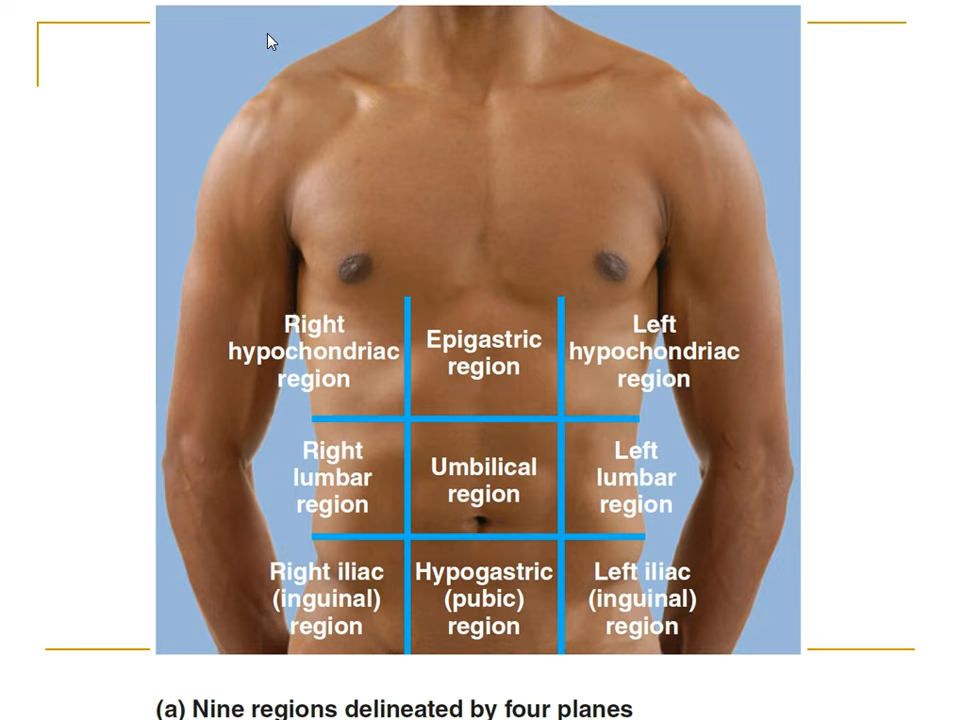 Right
hypochondriac
region
Epigastric
region
Left
hypochondriac
region
Right
lumbar
region
Umbilical
region
Left
lumbar
region
Right iliac
(inguinal)
region
Hypogastric
(pubic)
region
Left iliac
(inguinal)
region
(a) Nine regions delineated by four planes